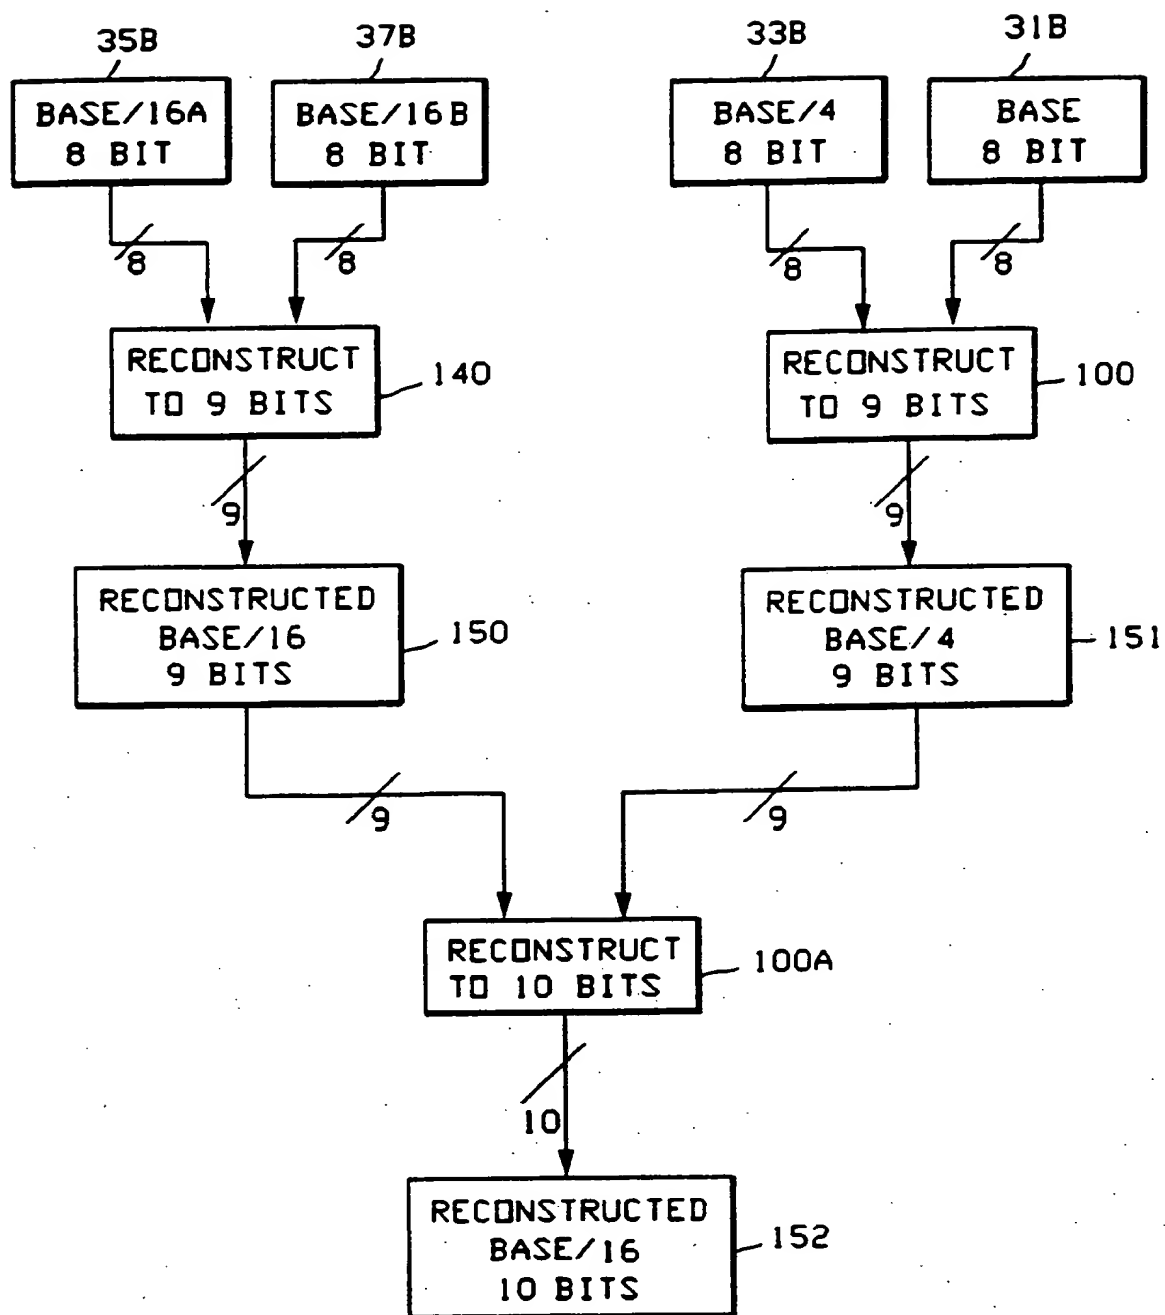 35B
37B
33B
31B
BASE/16A
8 BIT
BASE/16B
8 BIT
BASE/4
8 BIT
BASE
8 BIT
8
8
8
8
RECONSTRUCT
TO 9 BITS
140
RECONSTRUCT
TO 9 BITS
100
9
9
RECONSTRUCTED
BASE/16
9 BITS
150
RECONSTRUCTED
BASE/4
9 BITS
151
9
9
RECONSTRUCT
TO 10 BITS
100A
10
RECONSTRUCTED
BASE/16
10 BITS
152